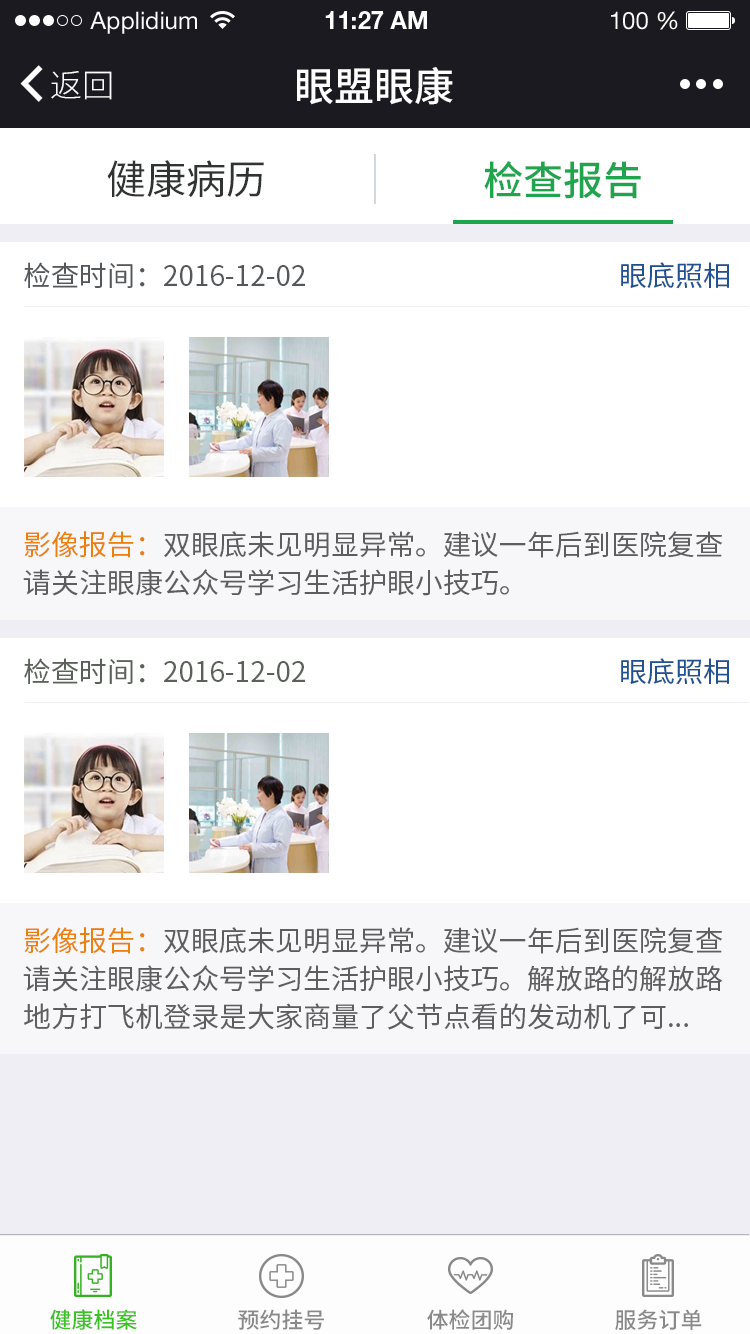 Applidium 11:27 AM 100 %
返回 眼盟眼康
健康病历 检查报告
检查时间：2016-12-02 眼底照相
影像报告：双眼底未见明显异常。建议一年后到医院复查
请关注眼康公众号学习生活护眼小技巧。
检查时间：2016-12-02 眼底照相
影像报告：双眼底未见明显异常。建议一年后到医院复查
请关注眼康公众号学习生活护眼小技巧。解放路的解放路
地方打飞机登录是大家商量了父节点看的发动机了可...
健康档案 预约挂号 体检团购 服务订单